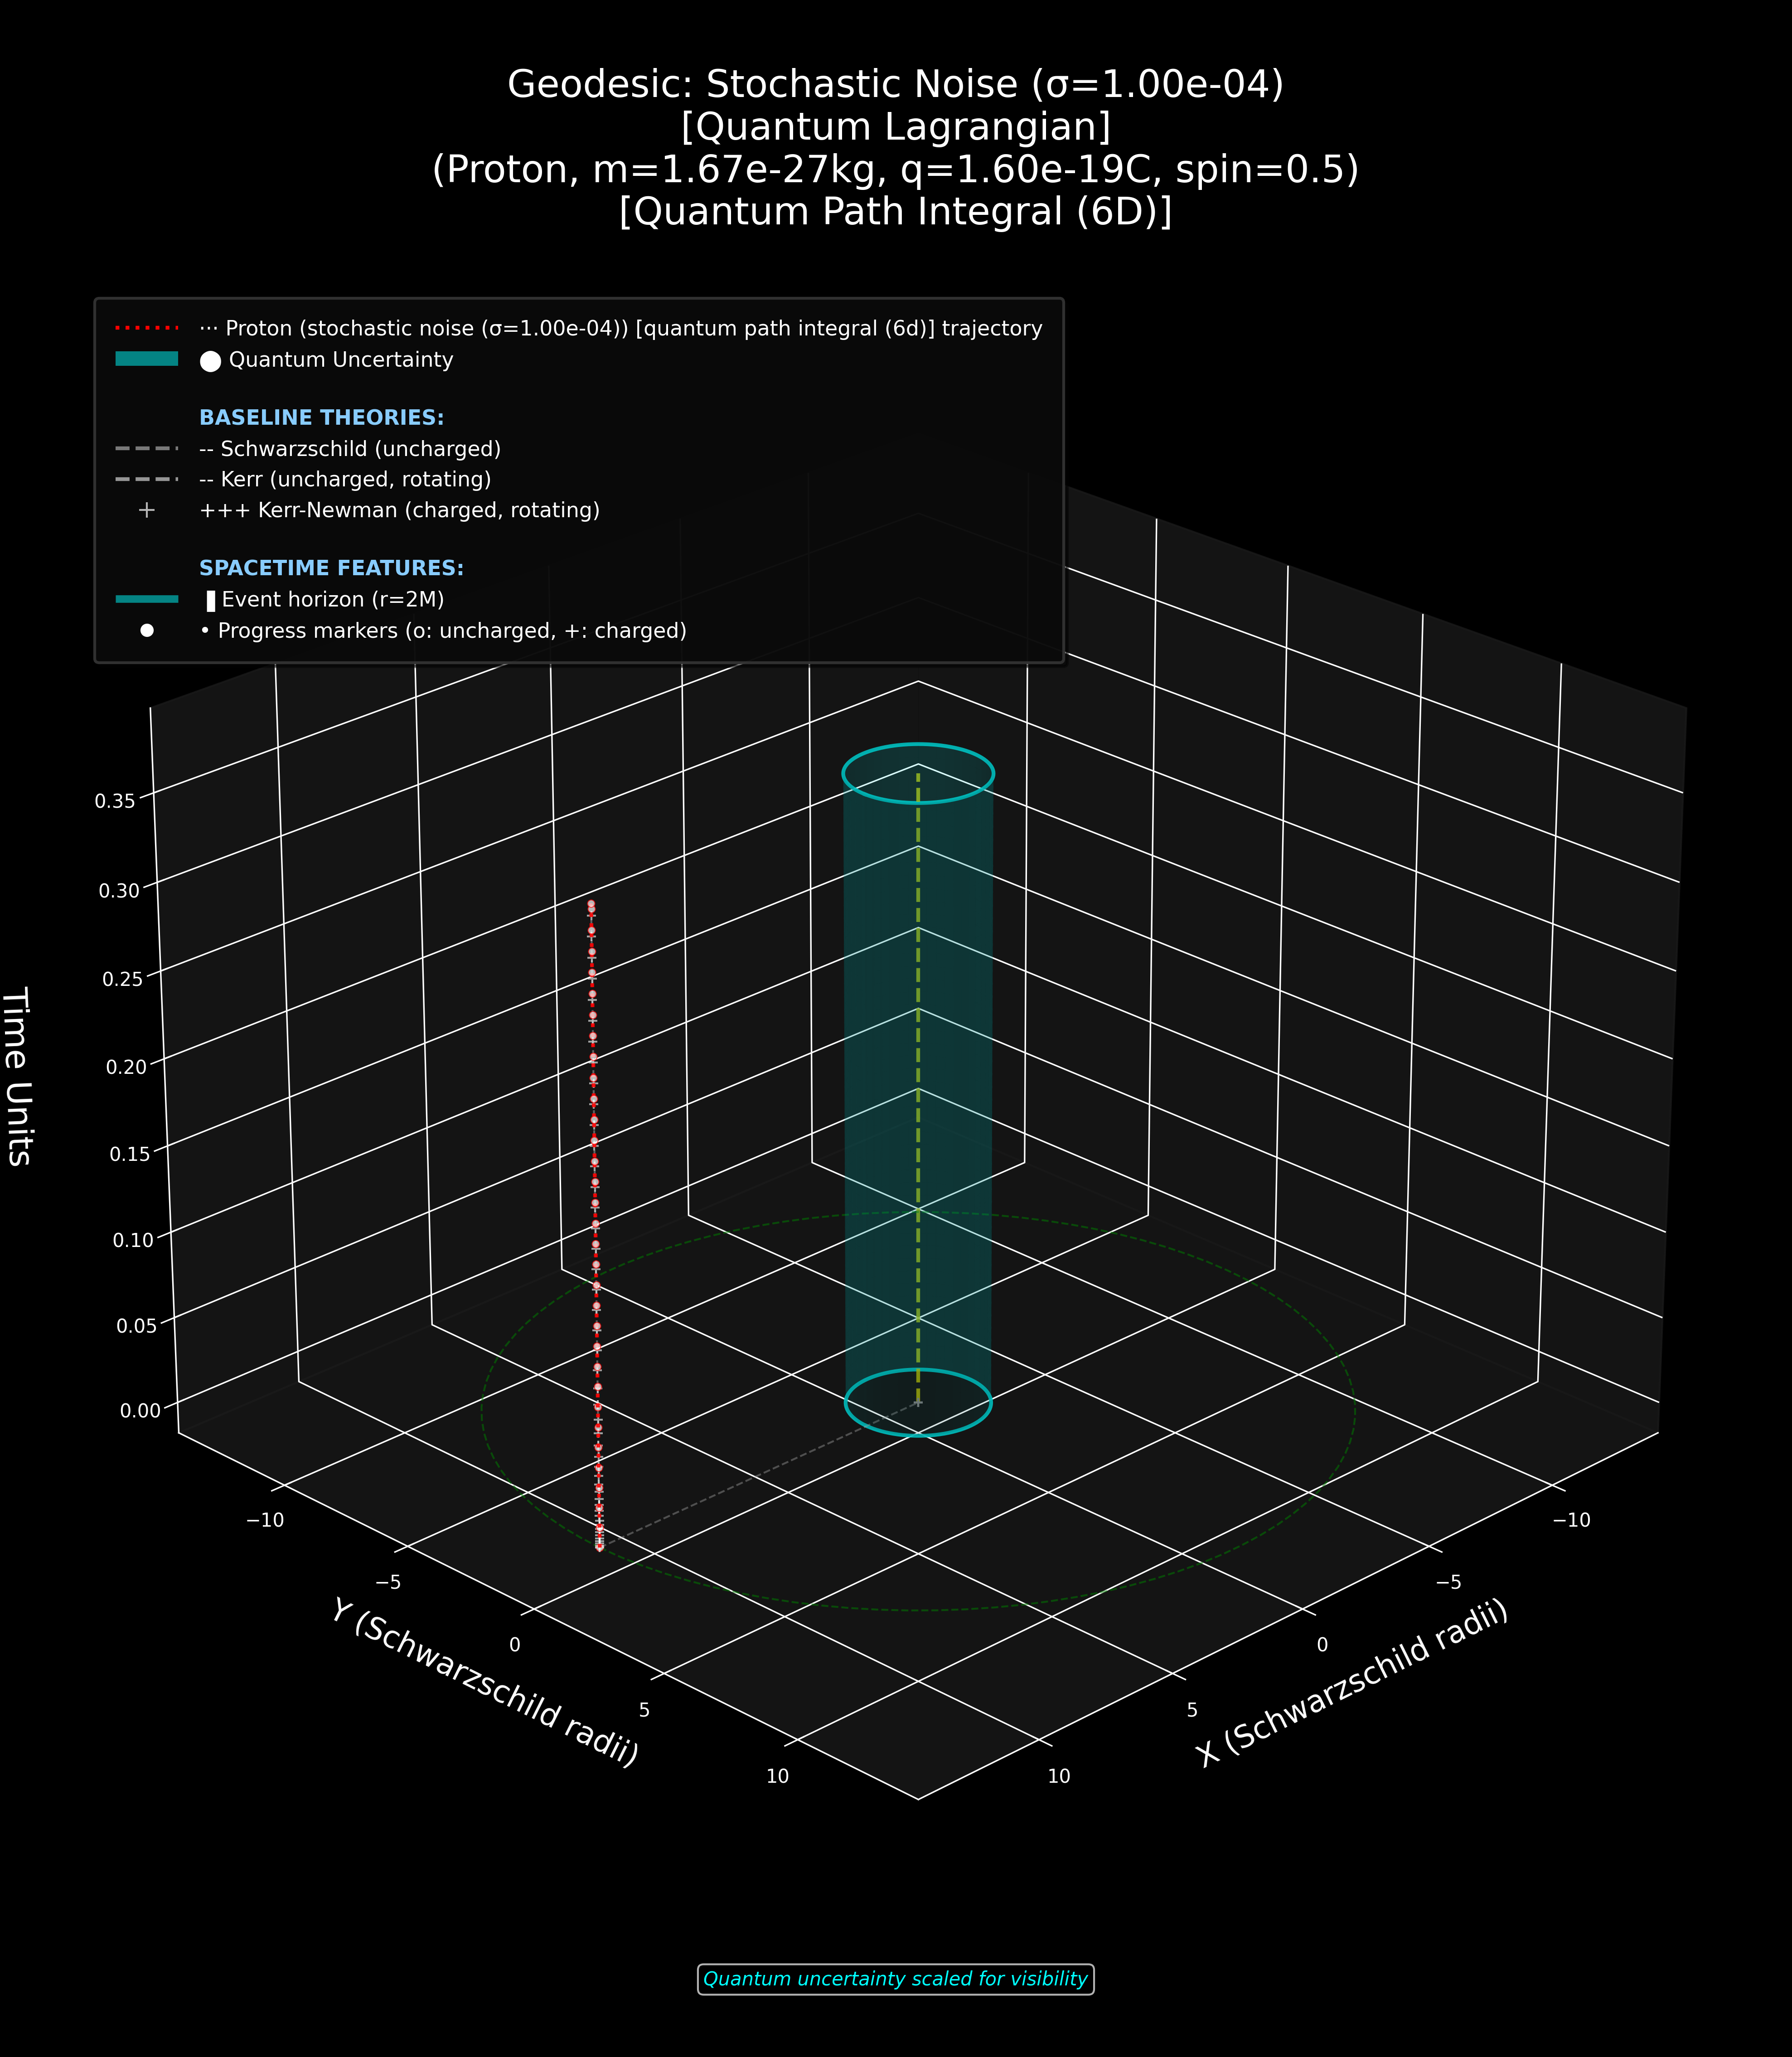 Geodesic: Stochastic Noise (σ=1.00e-04)
[Quantum Lagrangian]
(Proton, m=1.67e-27kg, q=1.60e-19C, spin=0.5)
[Quantum Path Integral (6D)]
··· Proton (stochastic noise (σ=1.00e-04)) [quantum path integral (6d)] trajectory
⬤ Quantum Uncertainty
BASELINE THEORIES:
-- Schwarzschild (uncharged)
-- Kerr (uncharged, rotating)
+++ Kerr-Newman (charged, rotating)
SPACETIME FEATURES:
▐ Event horizon (r=2M)
• Progress markers (o: uncharged, +: charged)
0.35
0.30
0.25
0.20
0.15
0.10
0.05
0.00
Time Units
−10
−5
0
5
10
Y (Schwarzschild radii)
10
5
0
−5
−10
X (Schwarzschild radii)
Quantum uncertainty scaled for visibility